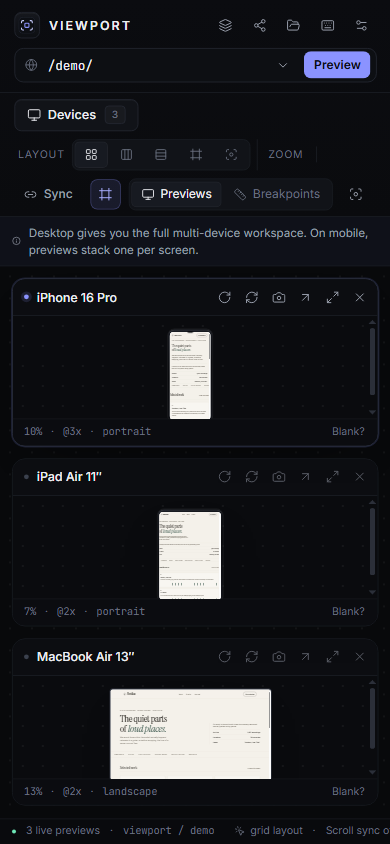 VIEWPORT
/demo/
Preview
Devices 3
LAYOUT
ZOOM
Sync
Previews
Breakpoints
Desktop gives you the full multi-device workspace. On mobile,
previews stack one per screen.
iPhone 16 Pro
The quiet parts
of loud places.
10% · @3x · portrait
Blank?
iPad Air 11″
The quiet parts
of loud places.
7% · @2x · portrait
Blank?
MacBook Air 13″
The quiet parts
of loud places.
13% · @2x · landscape
Blank?
3 live previews · viewport / demo
grid layout · Scroll sync o